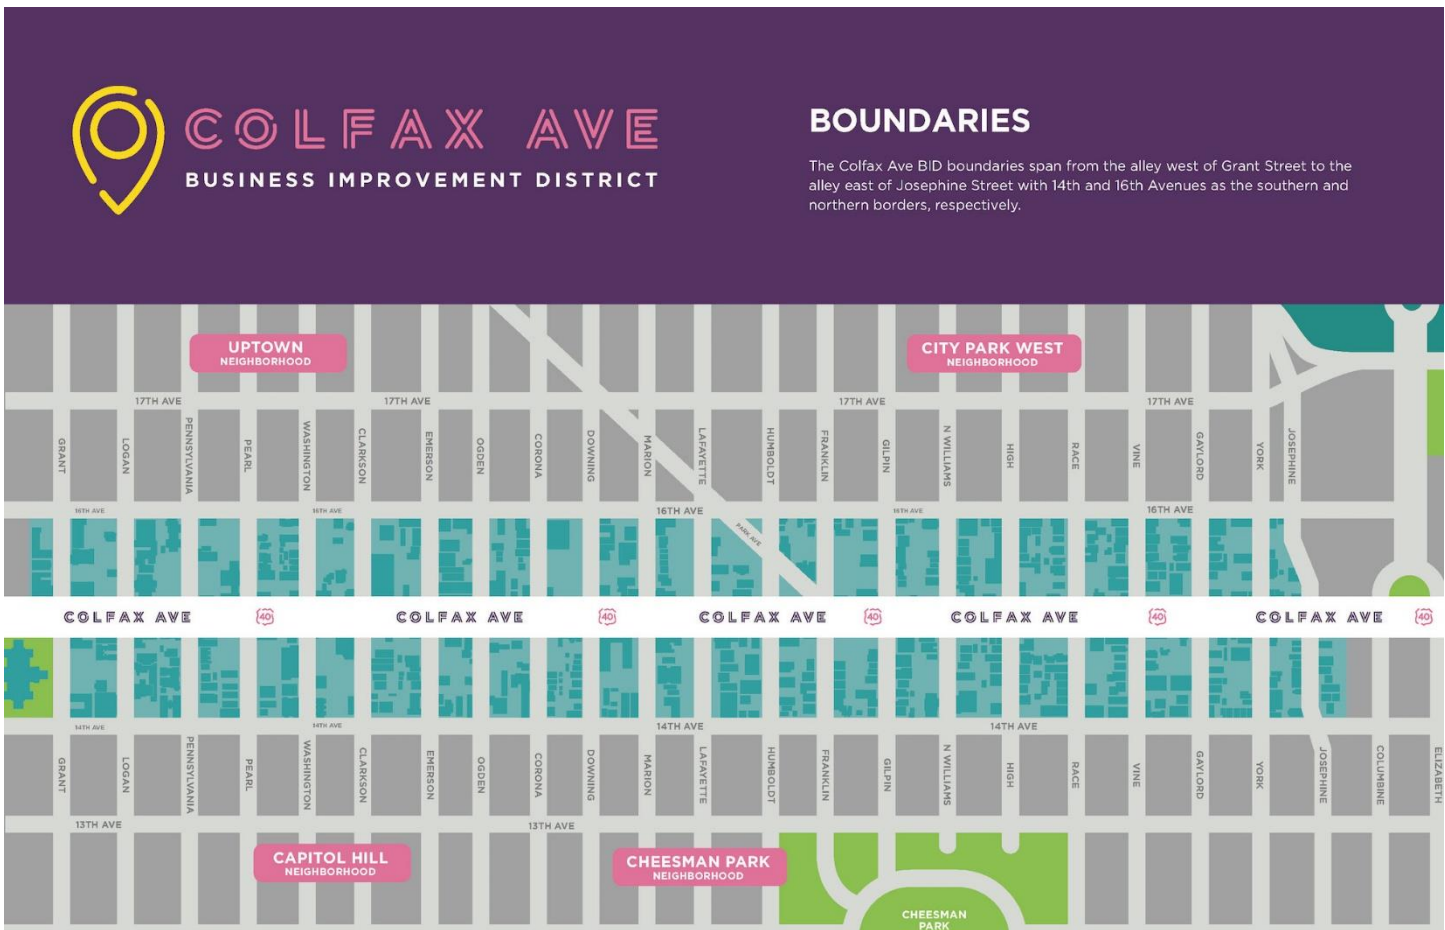 COLFAX AVE
BUSINESS IMPROVEMENT DISTRICT
BOUNDARIES
The Colfax Ave BID boundaries span from the alley west of Grant Street to the
alley east of Josephine Street with 14th and 16th Avenues as the southern and
northern borders, respectively.
UPTOWN
NEIGHBORHOOD
CITY PARK WEST
NEIGHBORHOOD
17TH AVE
17TH AVE
17TH AVE
17TH AVE
GRANT
LOGAN
PENNSYLVANIA
PEARL
WASHINGTON
CLARKSON
EMERSON
OGDEN
CORONA
DOWNING
MARION
LAFAYETTE
HUMBOLDT
FRANKLIN
GILPIN
N WILLIAMS
HIGH
RACE
VINE
GAYLORD
YORK
JOSEPHINE
16TH AVE
16TH AVE
16TH AVE
16TH AVE
16TH AVE
PARK AVE
COLFAX AVE
40
COLFAX AVE
40
COLFAX AVE
40
COLFAX AVE
40
COLFAX AVE
40
14TH AVE
14TH AVE
14TH AVE
14TH AVE
GRANT
LOGAN
PENNSYLVANIA
PEARL
WASHINGTON
CLARKSON
EMERSON
OGDEN
CORONA
DOWNING
MARION
LAFAYETTE
HUMBOLDT
FRANKLIN
GILPIN
N WILLIAMS
HIGH
RACE
VINE
GAYLORD
YORK
JOSEPHINE
COLUMBINE
ELIZABETH
13TH AVE
13TH AVE
CAPITOL HILL
NEIGHBORHOOD
CHEESMAN PARK
NEIGHBORHOOD
CHEESMAN
PARK